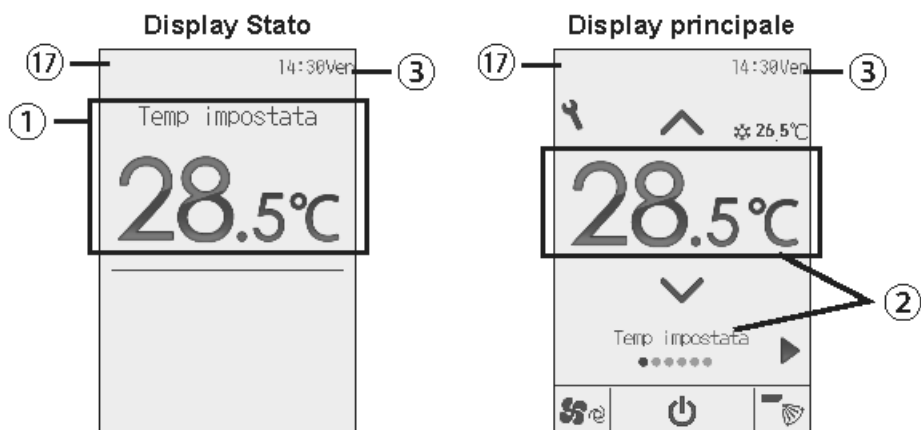 Display Stato
Display principale
17
14:30Ven
3
1
Temp impostata
28.5°C
17
14:30Ven
3
26.5°C
28.5°C
2
Temp impostata